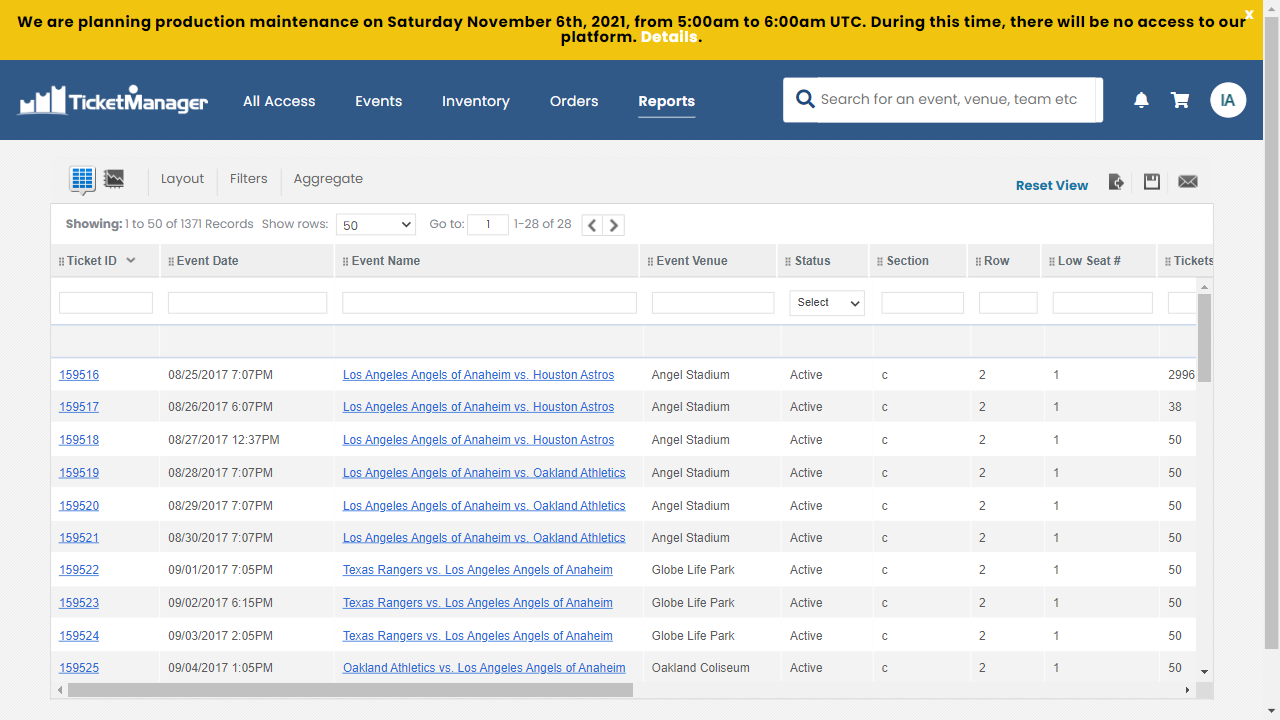 We are planning production maintenance on Saturday November 6th, 2021, from 5:00am to 6:00am UTC. During this time, there will be no access to our
platform. Details.
x
TicketManager
All Access Events Inventory Orders Reports
Search for an event, venue, team etc
IA
Layout Filters Aggregate
Reset View
Showing: 1 to 50 of 1371 Records Show rows: 50 Go to: 1 1-28 of 28
Ticket ID Event Date Event Name Event Venue Status Section Row Low Seat # Tickets
Select
159516 08/25/2017 7:07PM Los Angeles Angels of Anaheim vs. Houston Astros Angel Stadium Active c 2 1 2996
159517 08/26/2017 6:07PM Los Angeles Angels of Anaheim vs. Houston Astros Angel Stadium Active c 2 1 38
159518 08/27/2017 12:37PM Los Angeles Angels of Anaheim vs. Houston Astros Angel Stadium Active c 2 1 50
159519 08/28/2017 7:07PM Los Angeles Angels of Anaheim vs. Oakland Athletics Angel Stadium Active c 2 1 50
159520 08/29/2017 7:07PM Los Angeles Angels of Anaheim vs. Oakland Athletics Angel Stadium Active c 2 1 50
159521 08/30/2017 7:07PM Los Angeles Angels of Anaheim vs. Oakland Athletics Angel Stadium Active c 2 1 50
159522 09/01/2017 7:05PM Texas Rangers vs. Los Angeles Angels of Anaheim Globe Life Park Active c 2 1 50
159523 09/02/2017 6:15PM Texas Rangers vs. Los Angeles Angels of Anaheim Globe Life Park Active c 2 1 50
159524 09/03/2017 2:05PM Texas Rangers vs. Los Angeles Angels of Anaheim Globe Life Park Active c 2 1 50
159525 09/04/2017 1:05PM Oakland Athletics vs. Los Angeles Angels of Anaheim Oakland Coliseum Active c 2 1 50